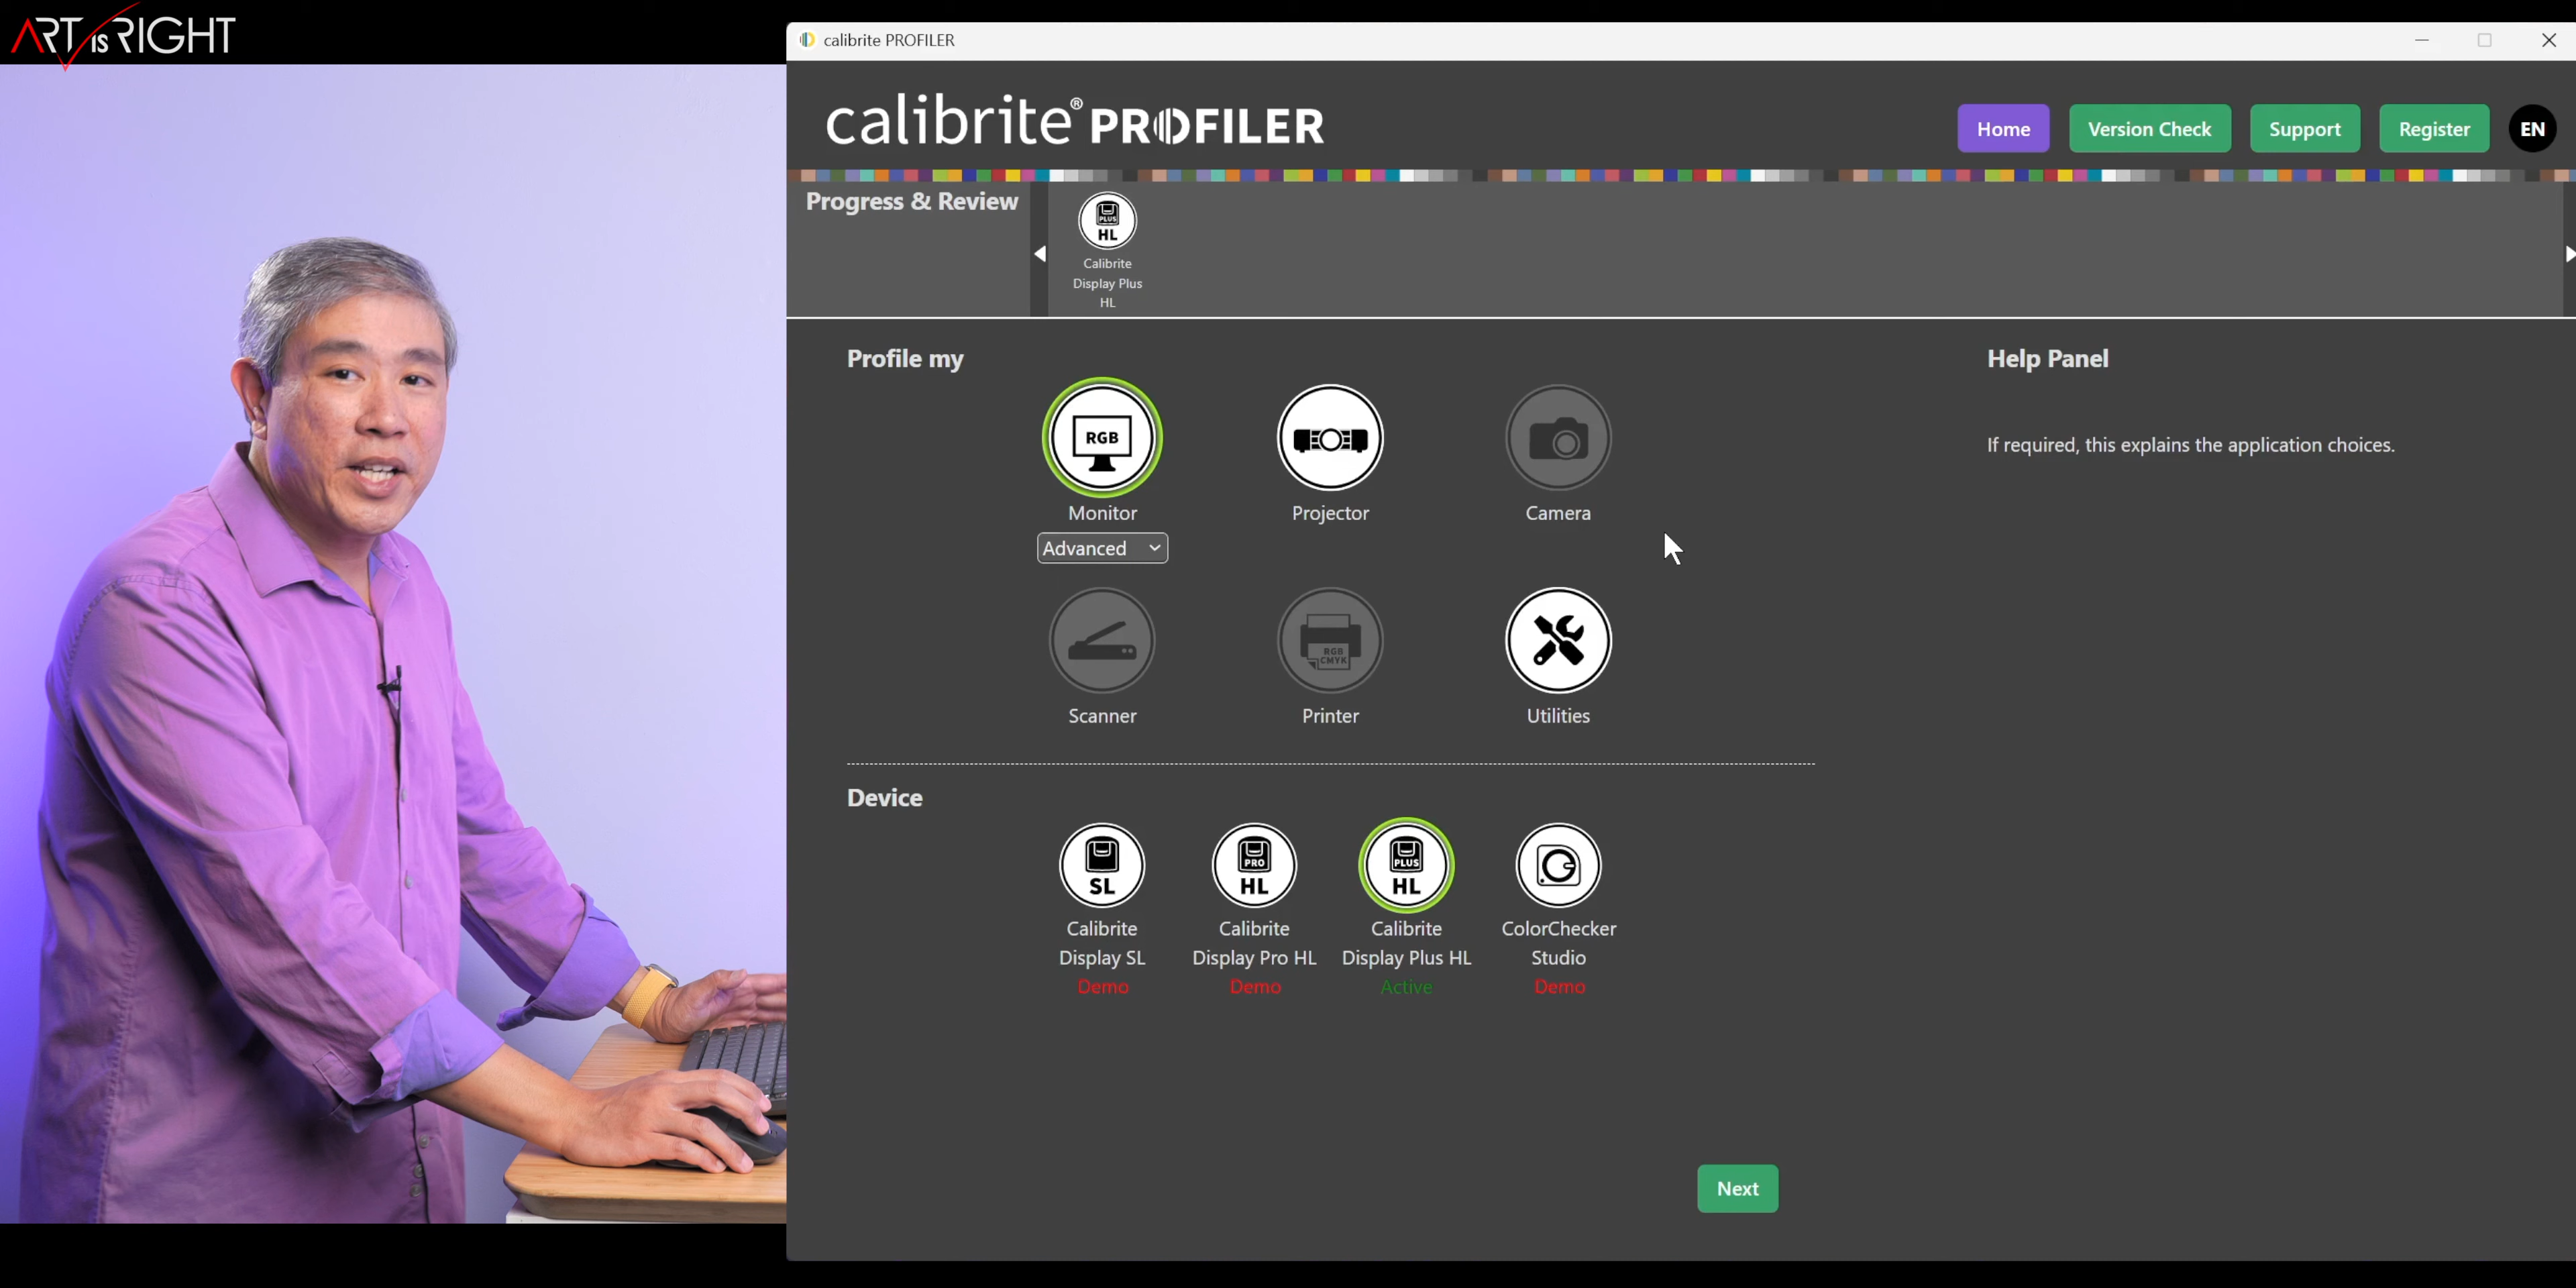 ART is RIGHT
calibrite PROFILER
calibrite® PROFILER
Home
Version Check
Support
Register
EN
Progress & Review
PLUS
HL
Calibrite
Display Plus
HL
Profile my
RGB
Monitor
Advanced
Projector
Camera
Scanner
RGB
CMYK
Printer
Utilities
Help Panel
If required, this explains the application choices.
Device
SL
Calibrite
Display SL
Demo
PRO
HL
Calibrite
Display Pro HL
Demo
PLUS
HL
Calibrite
Display Plus HL
Active
ColorChecker
Studio
Demo
Next